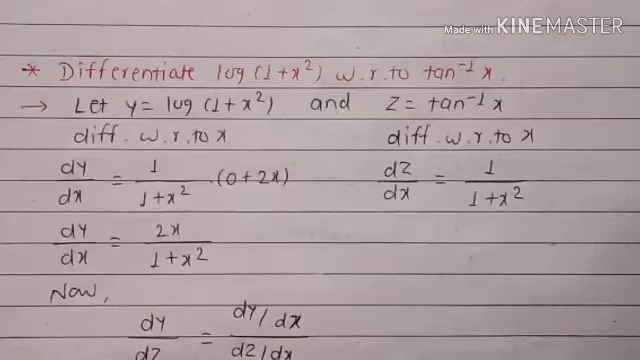 Made with KINEMASTER
* Differentiate log(1+x²) w.r.to tan⁻¹x.
→ Let y = log(1+x²) and z = tan⁻¹x
diff. w.r.to x diff. w.r.to x
dy/dx = 1/(1+x²) .(0+2x) dz/dx = 1/(1+x²)
dy/dx = 2x/(1+x²)
Now,
dy/dz = (dy/dx)/(dz/dx)